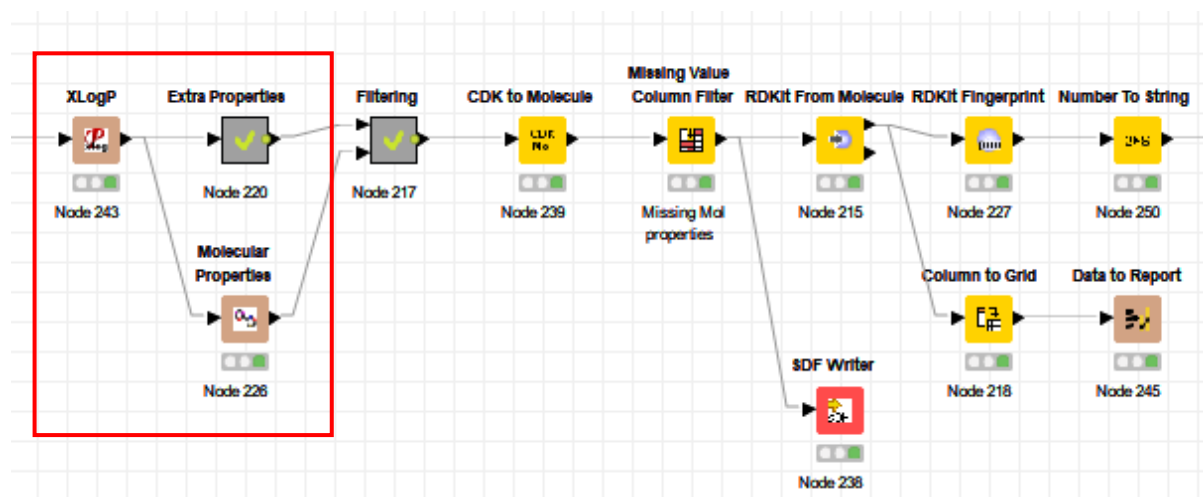 Missing Value
XLogP Extra Properties Filtering CDK to Molecule Column Filter RDKit From Molecule RDKit Fingerprint Number To String
Node 243 Node 220 Node 217 Node 239 Missing Mol Node 215 Node 227 Node 250
properties
Molecular
Properties Column to Grid Data to Report
SDF Writer
Node 226 Node 218 Node 245
Node 238